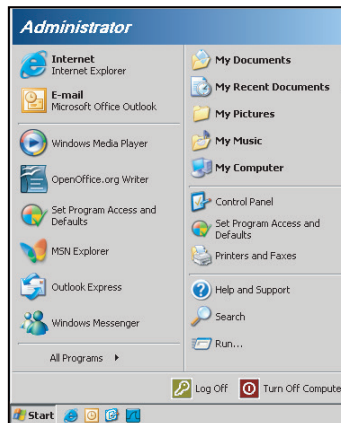 Administrator
Internet
Internet Explorer
E-mail
Microsoft Office Outlook
Windows Media Player
OpenOffice.org Writer
Set Program Access and
Defaults
MSN Explorer
Outlook Express
Windows Messenger
All Programs
My Documents
My Recent Documents
My Pictures
My Music
My Computer
Control Panel
Set Program Access and
Defaults
Printers and Faxes
Help and Support
Search
Run...
Log Off
Turn Off Compute
Start